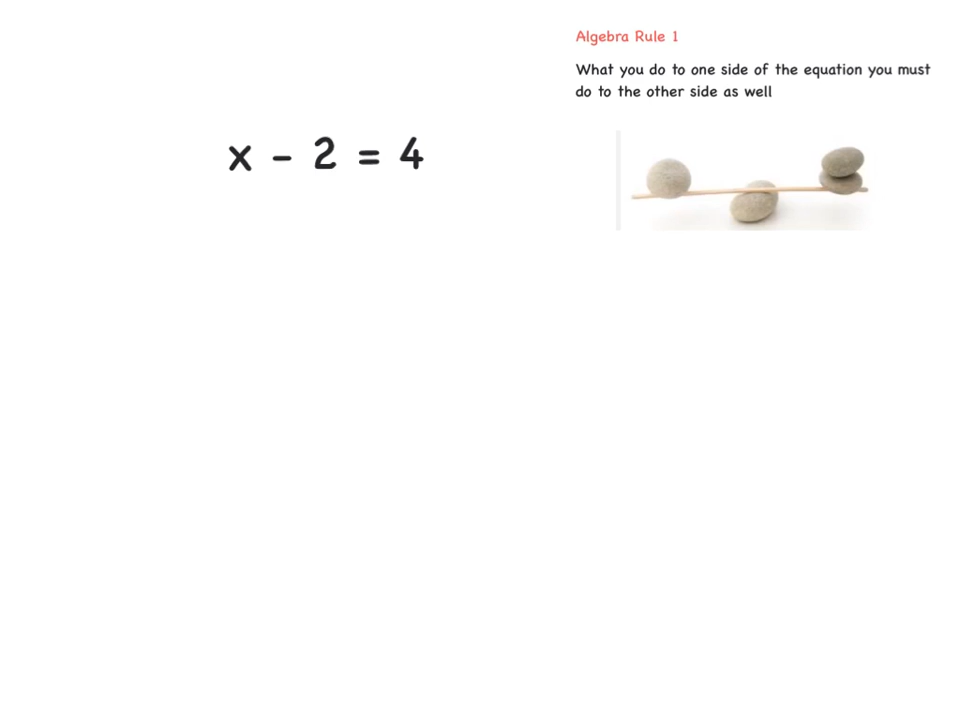 Algebra Rule 1
What you do to one side of the equation you must
do to the other side as well
x - 2 = 4